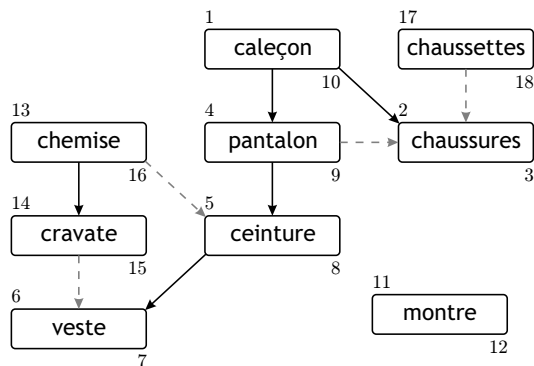 1 17
caleçon chaussettes
10 18
13 4 2
chemise pantalon chaussures
16 9 3
14 5
cravate ceinture
15 8
6 11
veste montre
7 12